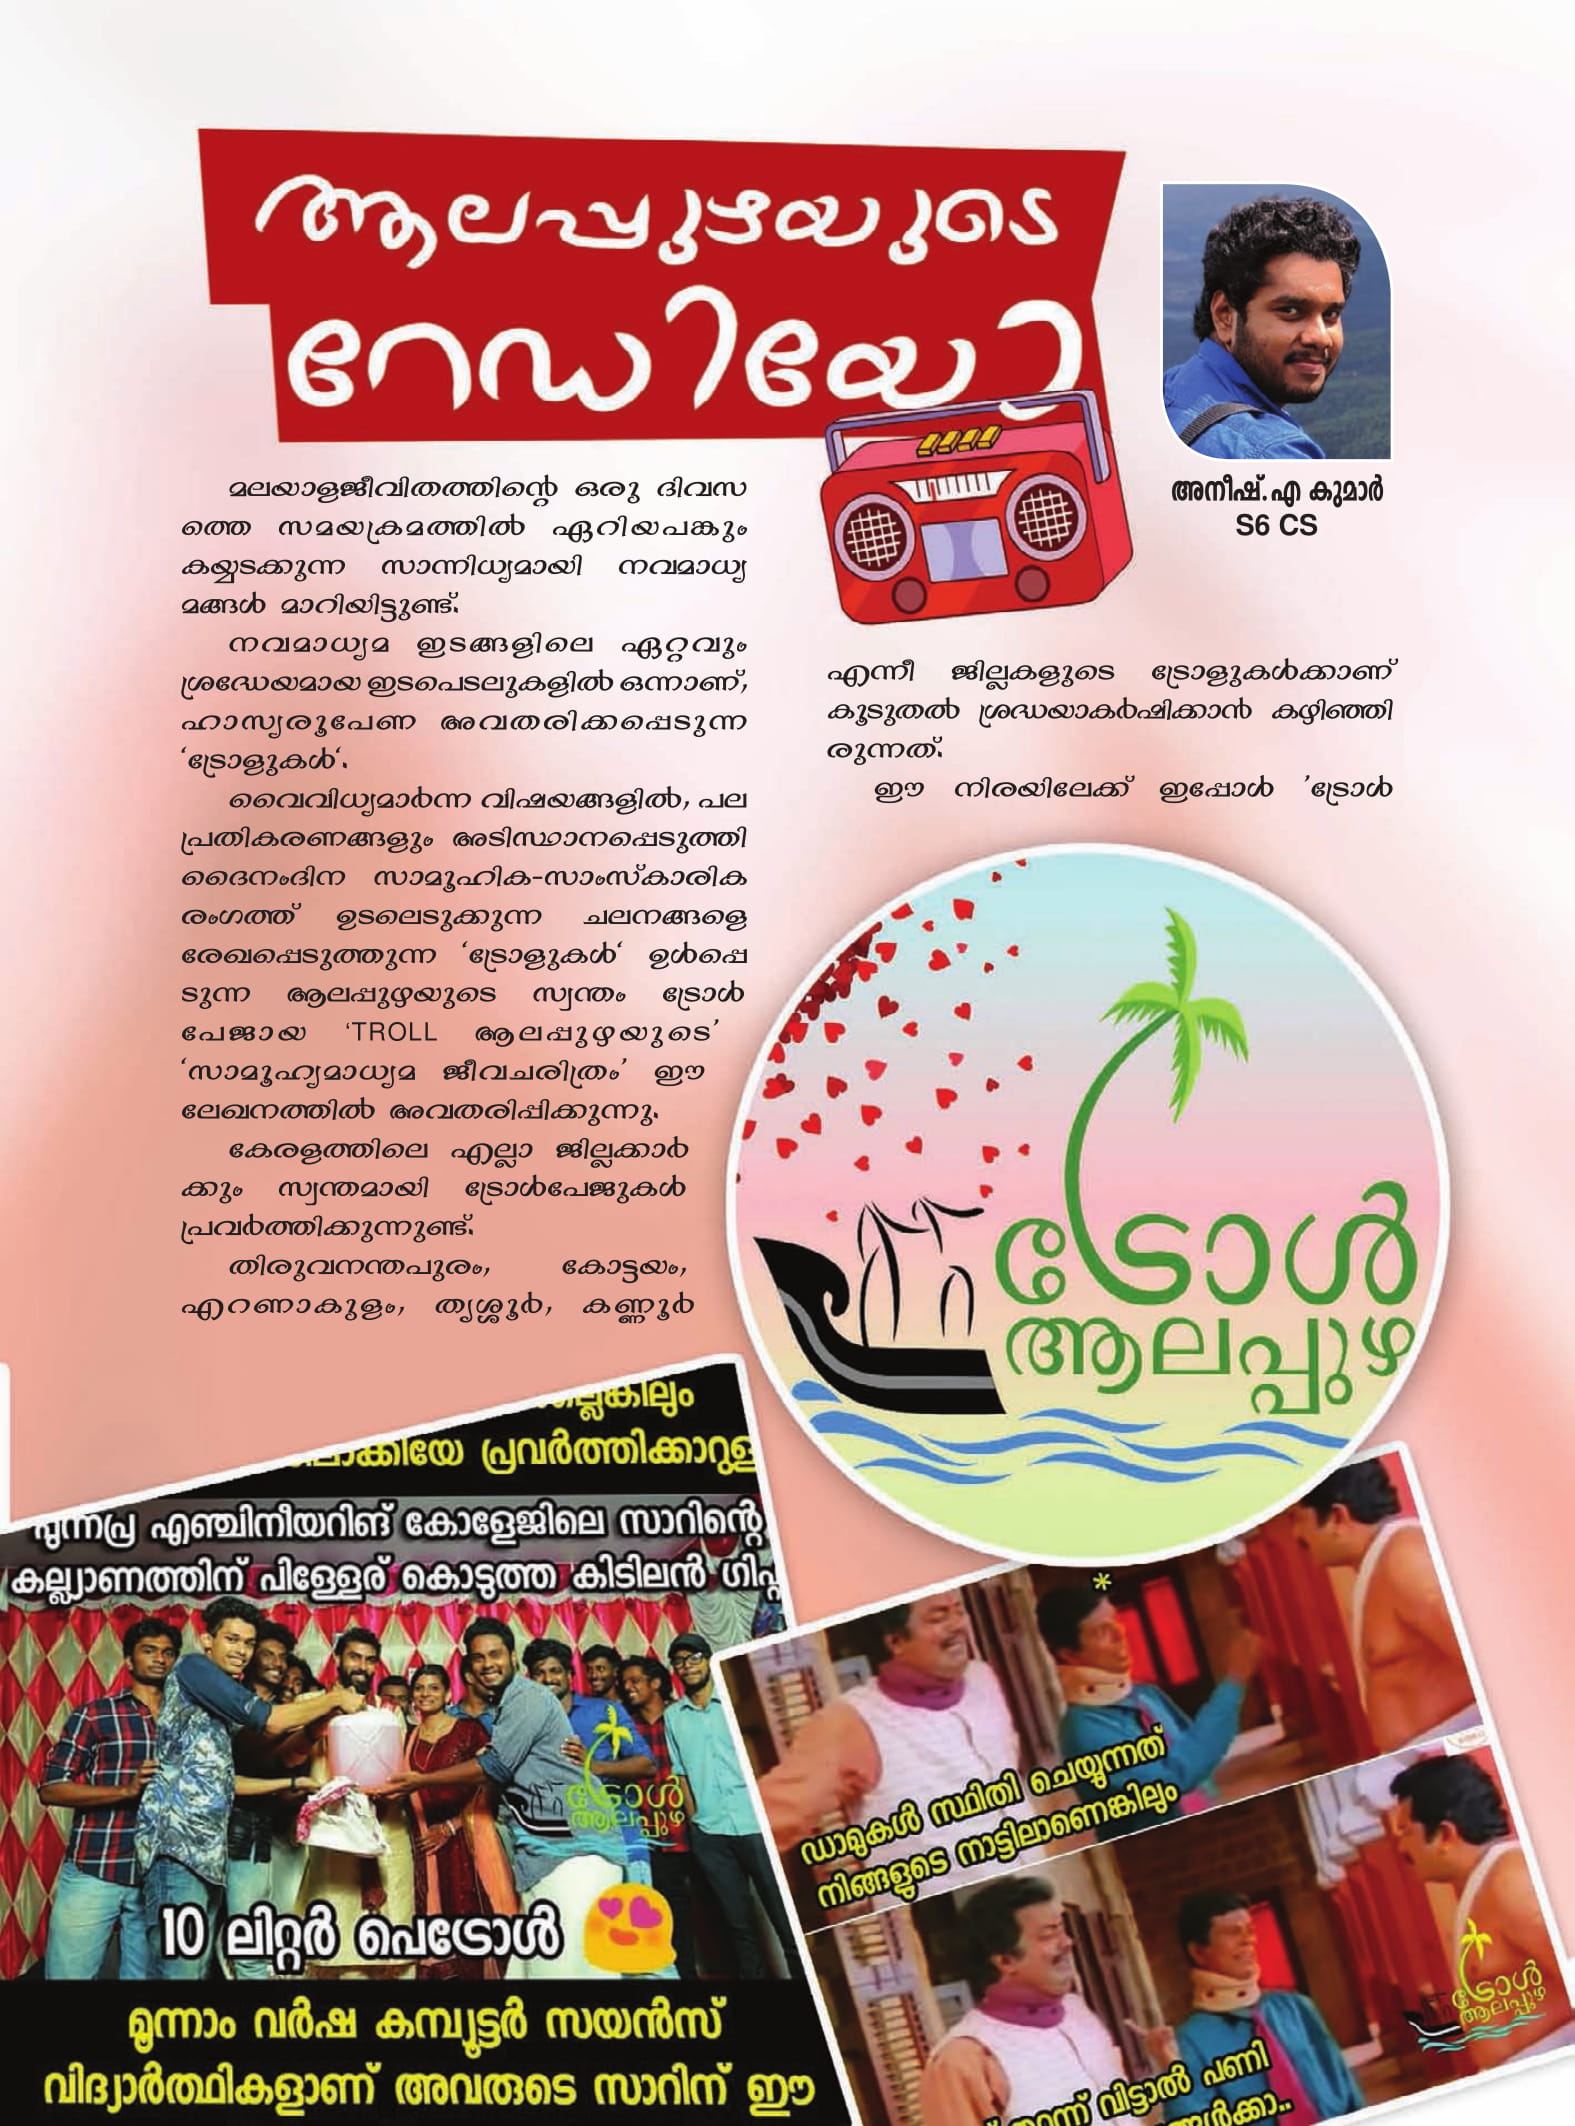 ആലപ്പുഴയുടെ
റേഡിയോ
അനീഷ്.എ കുമാർ
S6 CS
മലയാളജീവിതത്തിന്റെ ഒരു ദിവസ
ത്തെ സമയക്രമത്തിൽ ഏറിയപങ്കും
കയ്യടക്കുന്ന സാന്നിധ്യമായി നവമാധ്യ
മങ്ങൾ മാറിയിട്ടുണ്ട്.
നവമാധ്യമ ഇടങ്ങളിലെ ഏറ്റവും
ശ്രദ്ധേയമായ ഇടപെടലുകളിൽ ഒന്നാണ്,
ഹാസ്യരൂപേണ അവതരിക്കപ്പെടുന്ന
‘ട്രോളുകൾ‘.
വൈവിധ്യമാർന്ന വിഷയങ്ങളിൽ, പല
പ്രതികരണങ്ങളും അടിസ്ഥാനപ്പെടുത്തി
ദൈനംദിന സാമൂഹിക-സാംസ്കാരിക
രംഗത്ത് ഉടലെടുക്കുന്ന ചലനങ്ങളെ
രേഖപ്പെടുത്തുന്ന ‘ട്രോളുകൾ‘ ഉൾപ്പെ
ടുന്ന ആലപ്പുഴയുടെ സ്വന്തം ട്രോൾ
പേജായ ‘TROLL ആലപ്പുഴയുടെ’
‘സാമൂഹ്യമാധ്യമ ജീവചരിത്രം’ ഈ
ലേഖനത്തിൽ അവതരിപ്പിക്കുന്നു.
കേരളത്തിലെ എല്ലാ ജില്ലക്കാർ
ക്കും സ്വന്തമായി ട്രോൾപേജുകൾ
പ്രവർത്തിക്കുന്നുണ്ട്.
തിരുവനന്തപുരം, കോട്ടയം,
എറണാകുളം, തൃശ്ശൂർ, കണ്ണൂർ
എന്നീ ജില്ലകളുടെ ട്രോളുകൾക്കാണ്
കൂടുതൽ ശ്രദ്ധയാകർഷിക്കാൻ കഴിഞ്ഞി
രുന്നത്.
ഈ നിരയിലേക്ക് ഇപ്പോൾ ’ട്രോൾ
ട്രോൾ
ആലപ്പുഴ
പ്രവർത്തിക്കാറുള
എഞ്ചിനീയറിങ് കോളേജിലെ സാറിന്റെ
കല്ല്യാണത്തിന് പിള്ളേര് കൊടുത്ത കിടിലൻ
ട്രോൾ
ആലപ്പുഴ
10 ലിറ്റർ പെട്രോൾ
മൂന്നാം വർഷ കമ്പ്യൂട്ടർ സയൻസ്
വിദ്യാർത്ഥികളാണ് അവരുടെ സാറിന് ഈ
*
ഡാമുകൾ സ്ഥിതി ചെയ്യുന്നത്
നിങ്ങളുടെ നാട്ടിലാണെങ്കിലും
ട്രോൾ
ആലപ്പുഴ
വിട്ടാൽ പണി